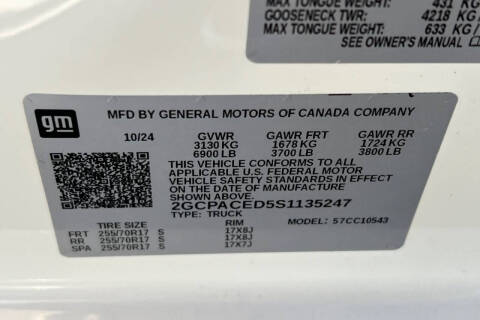 MAX TONGUE WEIGHT: 431 KG
GOOSENECK TWR: 4218 KG /
MAX TONGUE WEIGHT: 633 KG /
SEE OWNER'S MANUAL
gm
MFD BY GENERAL MOTORS OF CANADA COMPANY
10/24 GVWR GAWR FRT GAWR RR
3130 KG 1678 KG 1724 KG
6900 LB 3700 LB 3800 LB
THIS VEHICLE CONFORMS TO ALL
APPLICABLE U.S. FEDERAL MOTOR
VEHICLE SAFETY STANDARDS IN
EFFECT ON THE DATE OF MANUFACTURE
SHOWN ABOVE.
2GCPACED5S1135247
TYPE: TRUCK MODEL: 57CC10543
TIRE SIZE RIM
FRT 255/70R17 S 17X8J
RR 255/70R17 S 17X8J
SPA 255/70R17 S 17X7J